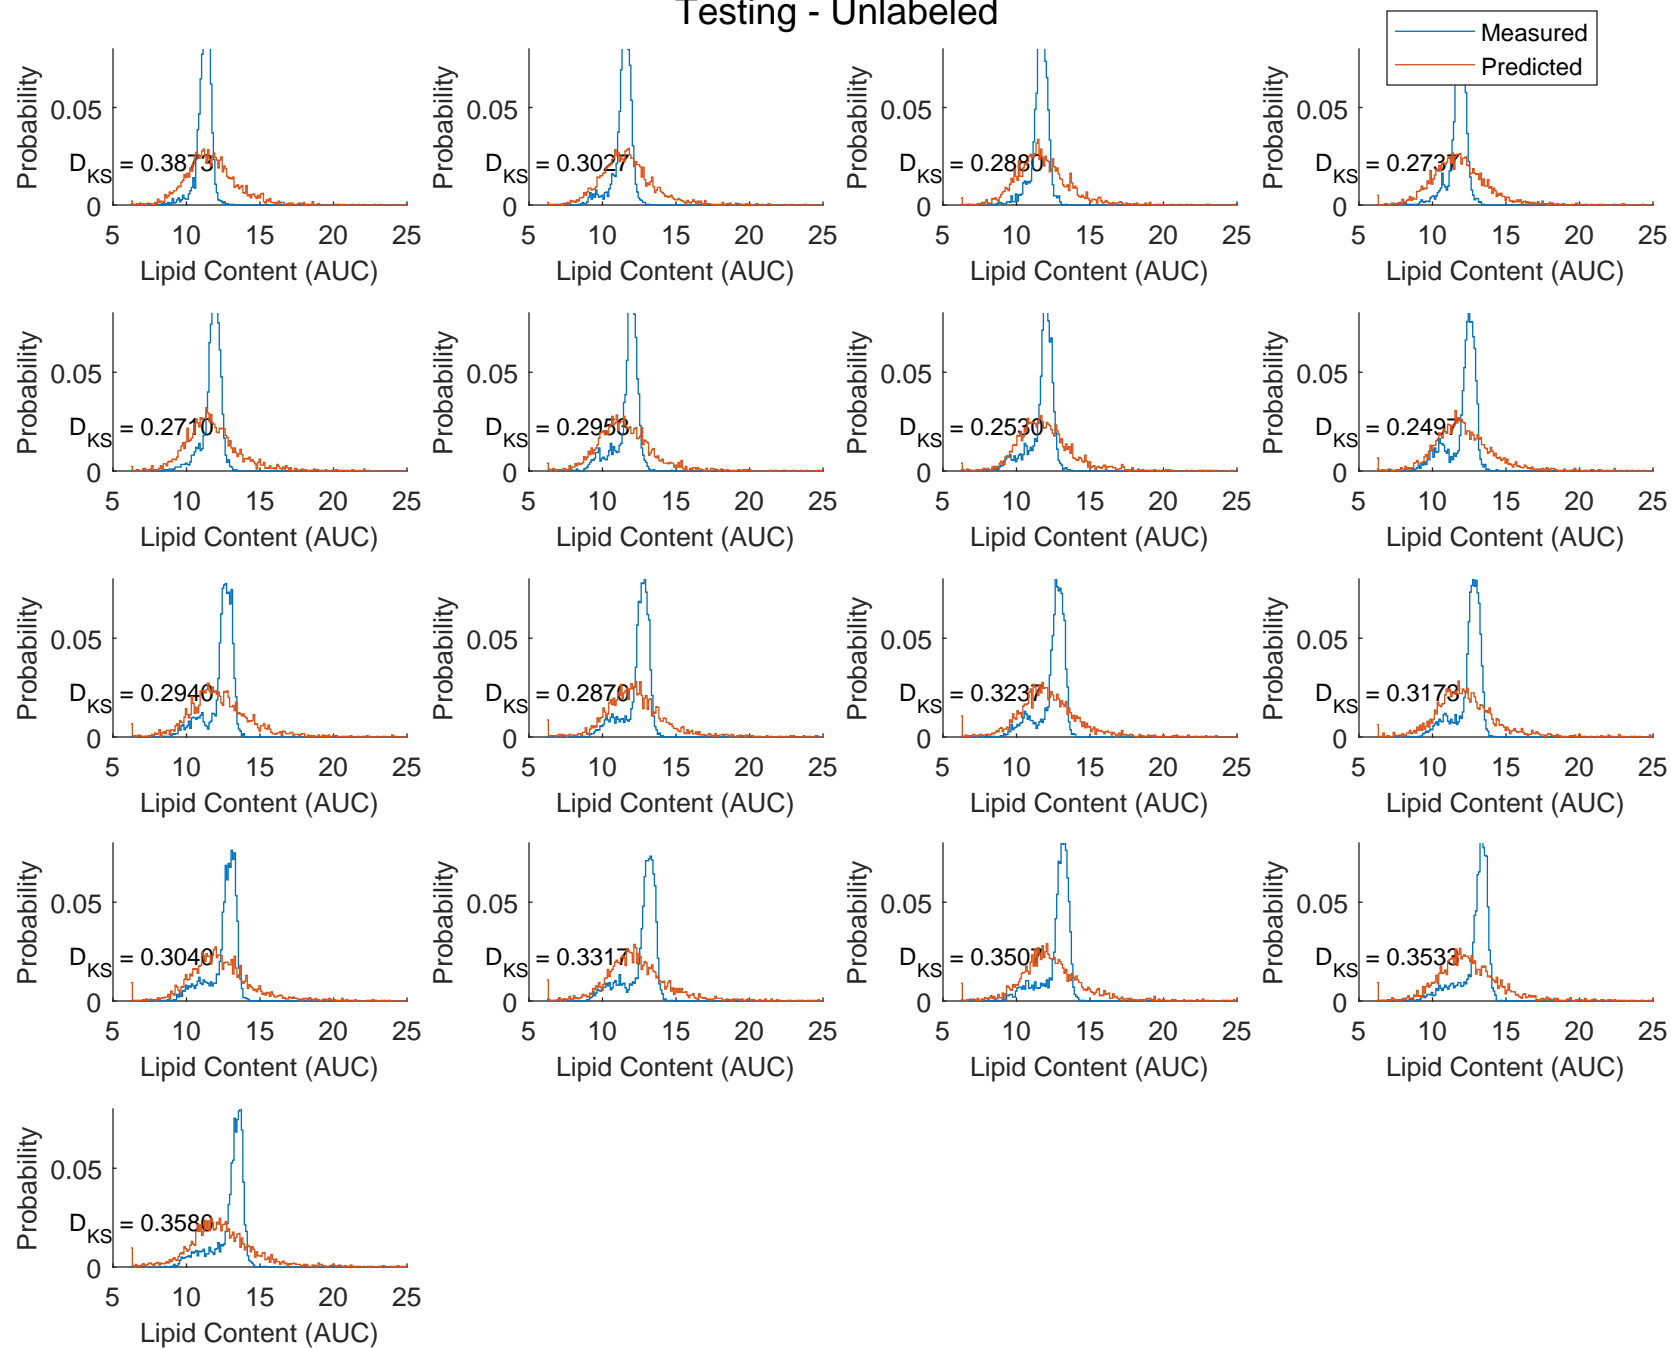 Testing - Unlabeled
Measured
Predicted
Probability
0.05
0
D_KS = 0.3873
5 10 15 20 25
Lipid Content (AUC)
Probability
0.05
0
D_KS = 0.3027
5 10 15 20 25
Lipid Content (AUC)
Probability
0.05
0
D_KS = 0.2880
5 10 15 20 25
Lipid Content (AUC)
Probability
0.05
0
D_KS = 0.2737
5 10 15 20 25
Lipid Content (AUC)
Probability
0.05
0
D_KS = 0.2710
5 10 15 20 25
Lipid Content (AUC)
Probability
0.05
0
D_KS = 0.2953
5 10 15 20 25
Lipid Content (AUC)
Probability
0.05
0
D_KS = 0.2530
5 10 15 20 25
Lipid Content (AUC)
Probability
0.05
0
D_KS = 0.2497
5 10 15 20 25
Lipid Content (AUC)
Probability
0.05
0
D_KS = 0.2940
5 10 15 20 25
Lipid Content (AUC)
Probability
0.05
0
D_KS = 0.2870
5 10 15 20 25
Lipid Content (AUC)
Probability
0.05
0
D_KS = 0.3237
5 10 15 20 25
Lipid Content (AUC)
Probability
0.05
0
D_KS = 0.3173
5 10 15 20 25
Lipid Content (AUC)
Probability
0.05
0
D_KS = 0.3040
5 10 15 20 25
Lipid Content (AUC)
Probability
0.05
0
D_KS = 0.3317
5 10 15 20 25
Lipid Content (AUC)
Probability
0.05
0
D_KS = 0.3507
5 10 15 20 25
Lipid Content (AUC)
Probability
0.05
0
D_KS = 0.3533
5 10 15 20 25
Lipid Content (AUC)
Probability
0.05
0
D_KS = 0.3580
5 10 15 20 25
Lipid Content (AUC)